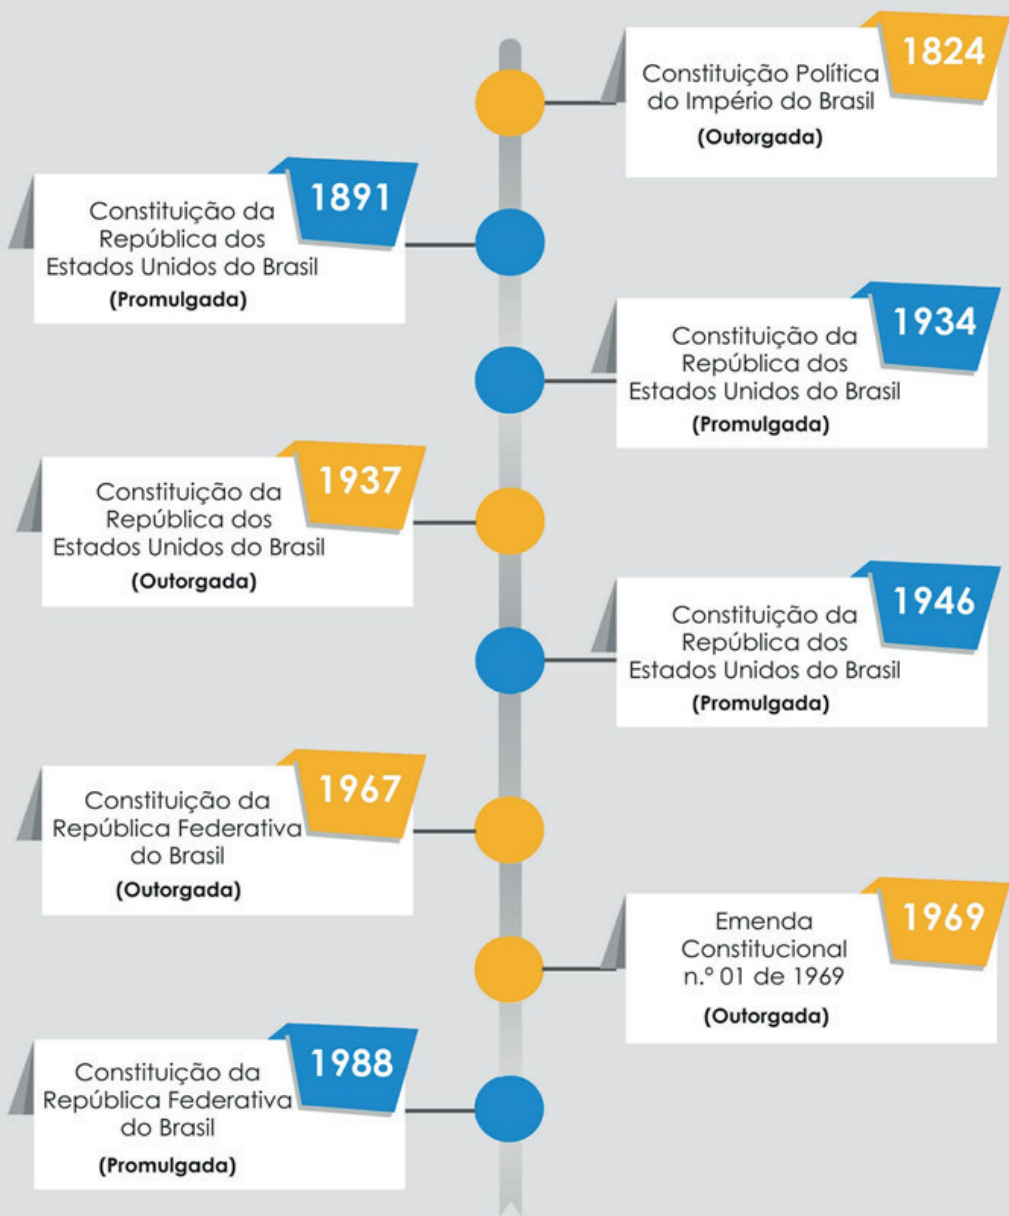 1824
Constituição Política
do Império do Brasil
(Outorgada)
1891
Constituição da
República dos
Estados Unidos do Brasil
(Promulgada)
1934
Constituição da
República dos
Estados Unidos do Brasil
(Promulgada)
1937
Constituição da
República dos
Estados Unidos do Brasil
(Outorgada)
1946
Constituição da
República dos
Estados Unidos do Brasil
(Promulgada)
1967
Constituição da
República Federativa
do Brasil
(Outorgada)
1969
Emenda
Constitucional
n.º 01 de 1969
(Outorgada)
1988
Constituição da
República Federativa
do Brasil
(Promulgada)